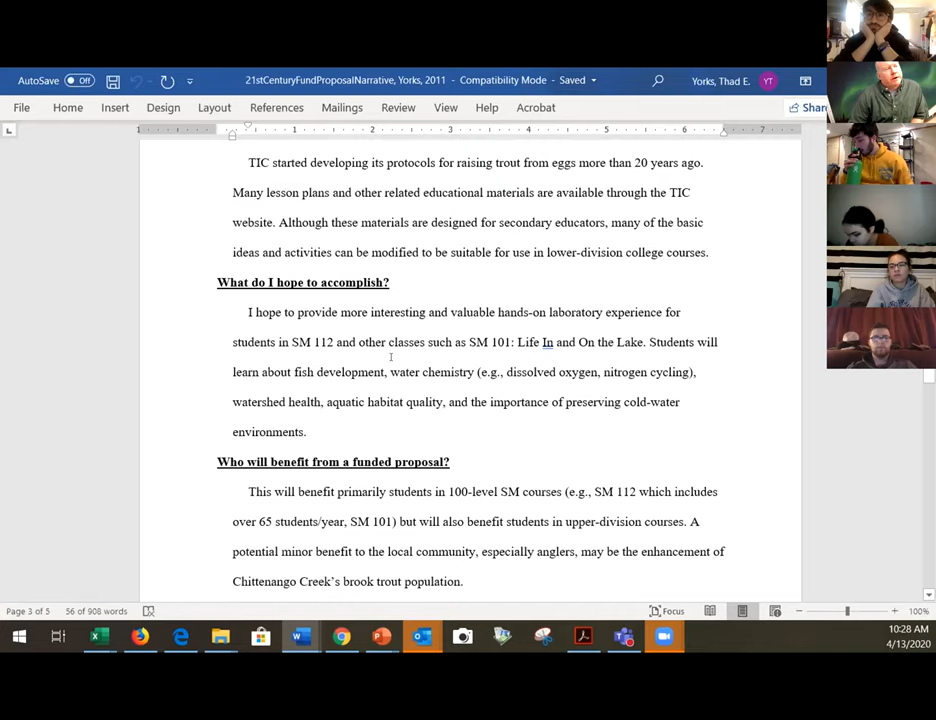 AutoSave Off 21stCenturyFundProposalNarrative, Yorks, 2011 - Compatibility Mode - Saved Yorks, Thad E. YT
File Home Insert Design Layout References Mailings Review View Help Acrobat Shar
1 1 2 3 4 5 6 7
TIC started developing its protocols for raising trout from eggs more than 20 years ago.
Many lesson plans and other related educational materials are available through the TIC
website. Although these materials are designed for secondary educators, many of the basic
ideas and activities can be modified to be suitable for use in lower-division college courses.
What do I hope to accomplish?
I hope to provide more interesting and valuable hands-on laboratory experience for
students in SM 112 and other classes such as SM 101: Life In and On the Lake. Students will
learn about fish development, water chemistry (e.g., dissolved oxygen, nitrogen cycling),
watershed health, aquatic habitat quality, and the importance of preserving cold-water
environments.
Who will benefit from a funded proposal?
This will benefit primarily students in 100-level SM courses (e.g., SM 112 which includes
over 65 students/year, SM 101) but will also benefit students in upper-division courses. A
potential minor benefit to the local community, especially anglers, may be the enhancement of
Chittenango Creek's brook trout population.
Page 3 of 5 56 of 908 words Focus 100%
10:28 AM
4/13/2020